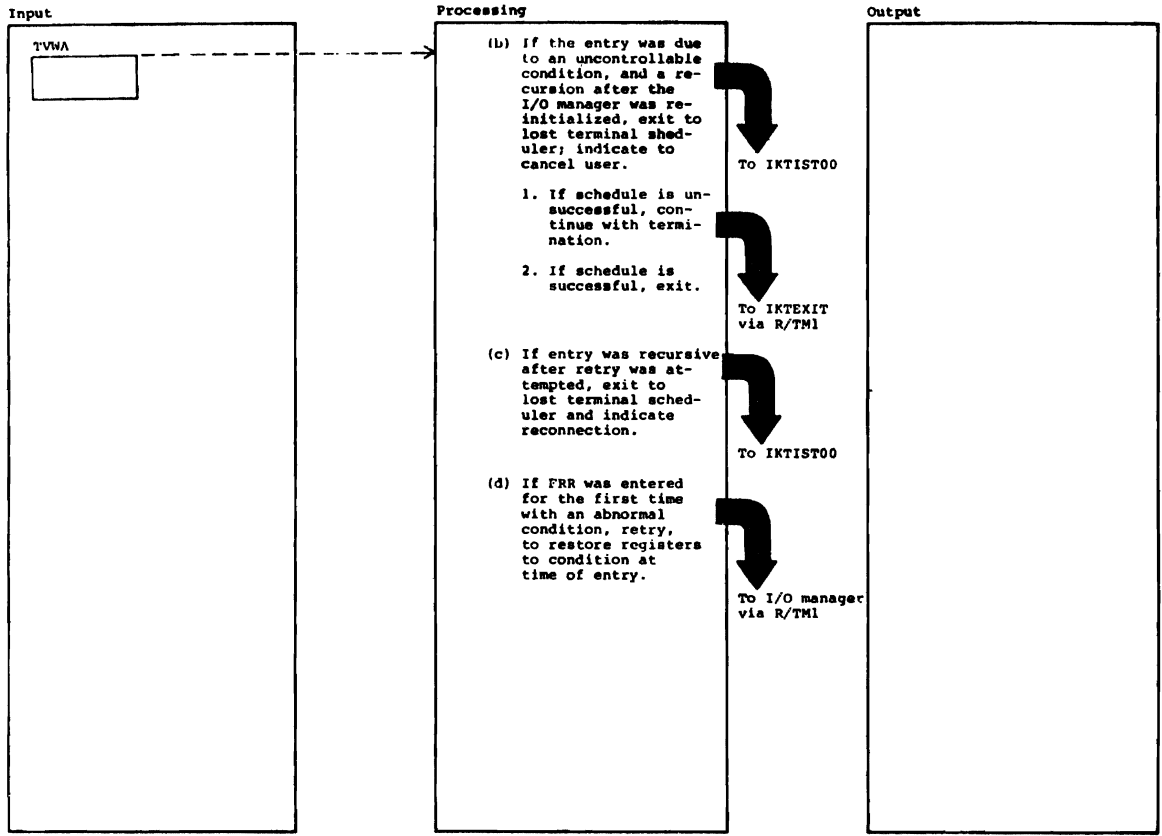 Input
Processing
Output
TVWA
(b) If the entry was due
to an uncontrollable
condition, and a re-
cursion after the
I/O manager was re-
initialized, exit to
lost terminal shed-
uler; indicate to
cancel user.
To IKTIST00
1. If schedule is un-
successful, con-
tinue with termi-
nation.
2. If schedule is
successful, exit.
To IKTEXIT
via R/TM1
(c) If entry was recursive
after retry was at-
tempted, exit to
lost terminal sched-
uler and indicate
reconnection.
To IKTIST00
(d) If FRR was entered
for the first time
with an abnormal
condition, retry,
to restore registers
to condition at
time of entry.
To I/O manager
via R/TM1